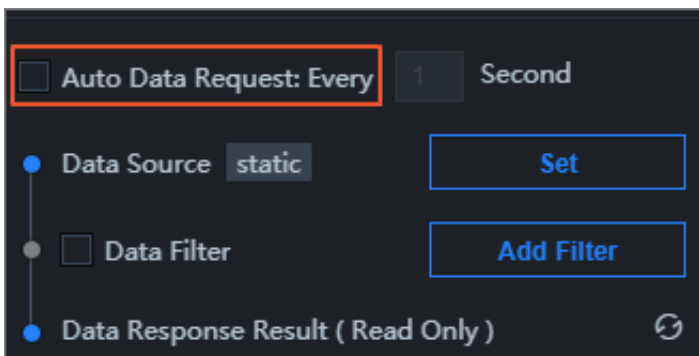 Auto Data Request: Every 1 Second
Data Source static Set
Data Filter Add Filter
Data Response Result ( Read Only )